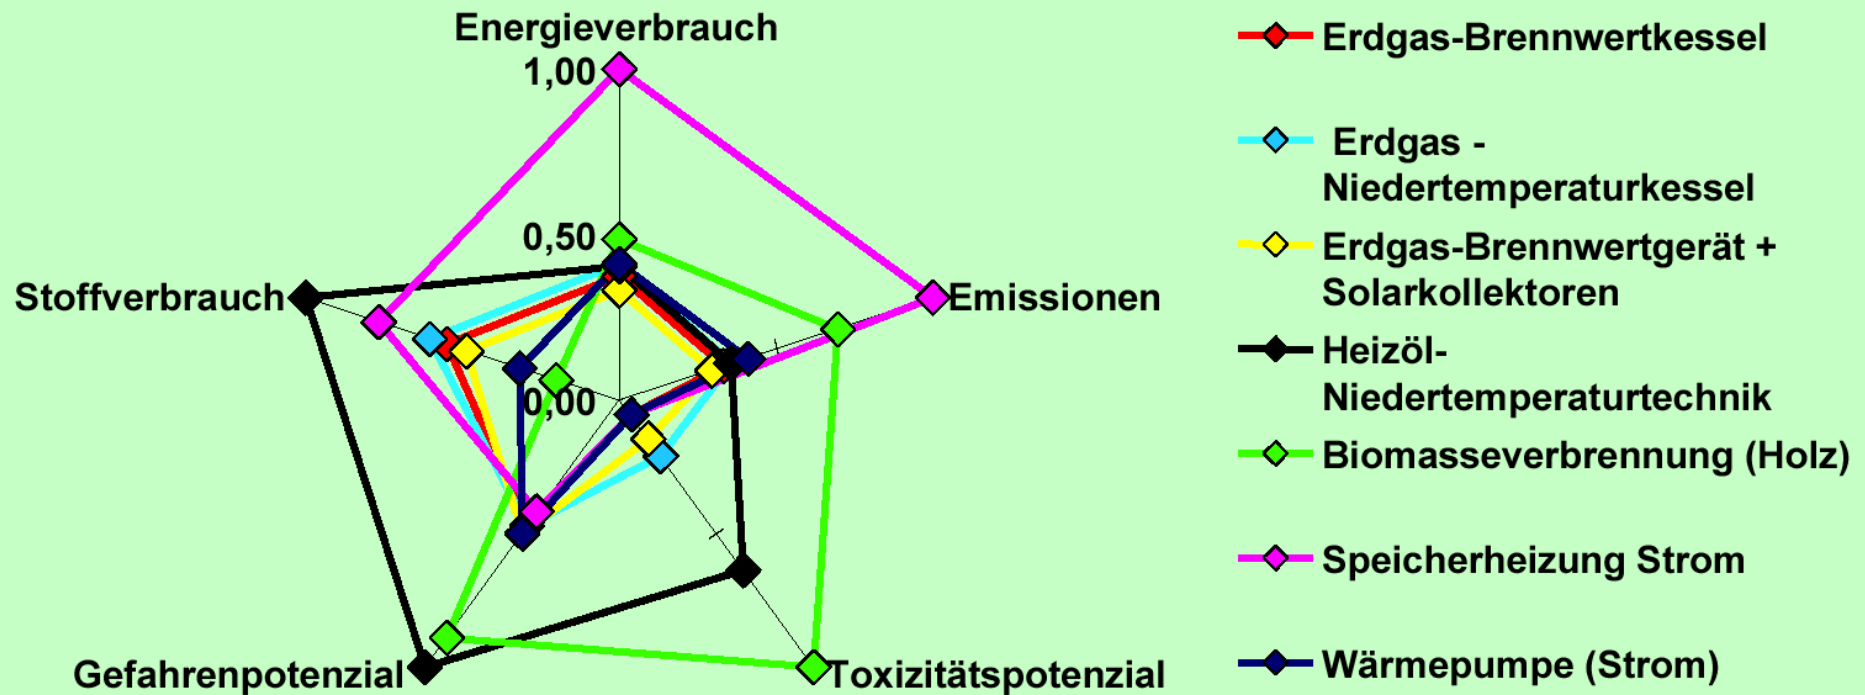 Energieverbrauch
1,00
0,50
0,00
Stoffverbrauch
Emissionen
Gefahrenpotenzial
Toxizitätspotenzial
Erdgas-Brennwertkessel
Erdgas -
Niedertemperaturkessel
Erdgas-Brennwertgerät +
Solarkollektoren
Heizöl-
Niedertemperaturtechnik
Biomasseverbrennung (Holz)
Speicherheizung Strom
Wärmepumpe (Strom)